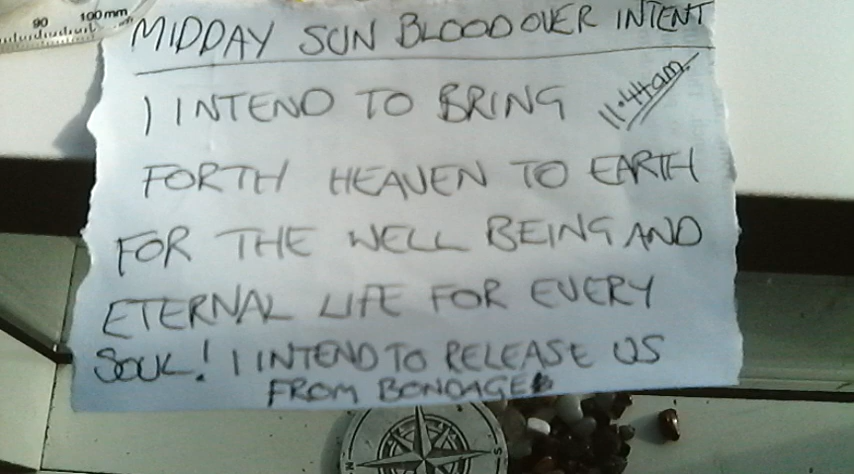 90 100mm
MIDDAY SUN BLOOD OVER INTENT
I INTEND TO BRING 11.44am.
FORTH HEAVEN TO EARTH
FOR THE WELL BEING AND
ETERNAL LIFE FOR EVERY
SOUL! I INTEND TO RELEASE US
FROM BONDAGE
N S